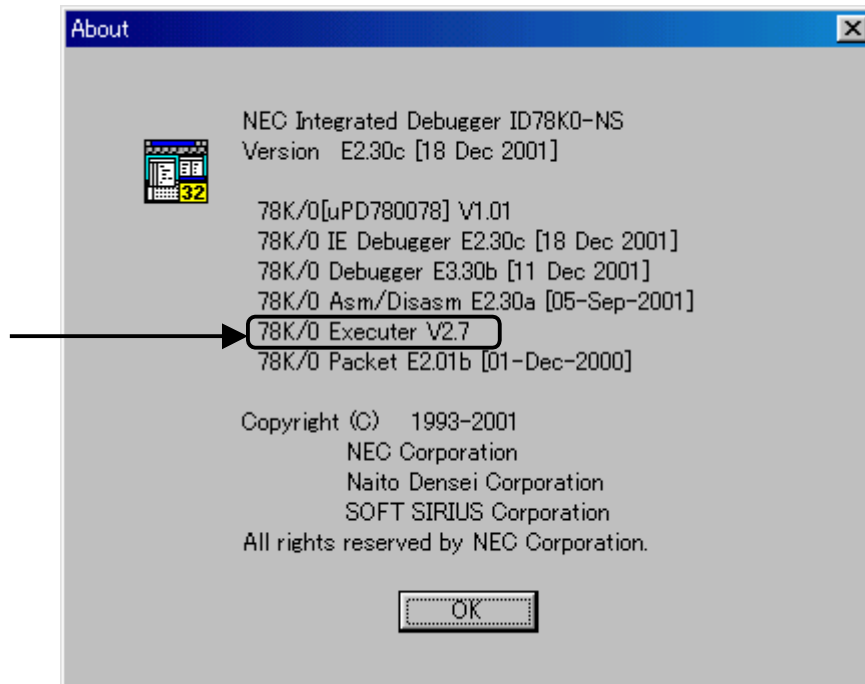 About
NEC Integrated Debugger ID78K0-NS
Version E2.30c [18 Dec 2001]
32
78K/0[uPD780078] V1.01
78K/0 IE Debugger E2.30c [18 Dec 2001]
78K/0 Debugger E3.30b [11 Dec 2001]
78K/0 Asm/Disasm E2.30a [05-Sep-2001]
78K/0 Executer V2.7
78K/0 Packet E2.01b [01-Dec-2000]
Copyright (C) 1993-2001
NEC Corporation
Naito Densei Corporation
SOFT SIRIUS Corporation
All rights reserved by NEC Corporation.
OK